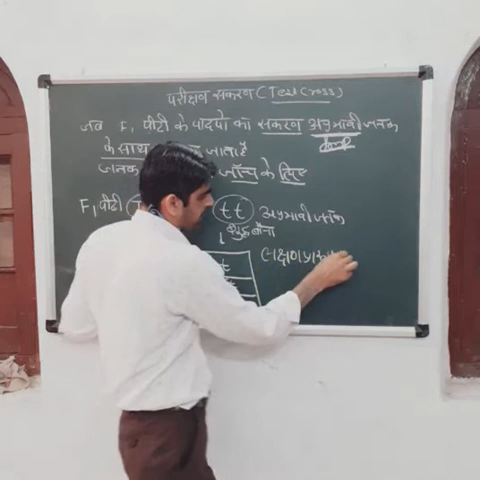 परीक्षण संकरण (Test Cross)
जब F₁ पीढ़ी के पादपो का संकरण अप्रभावी जनक
के साथ जाता है
जनक जाँच के लिए
F₁ पीढ़ी (T tt अप्रभावी जनक
शुद्ध बौना
t लक्षणप्ररूप
t